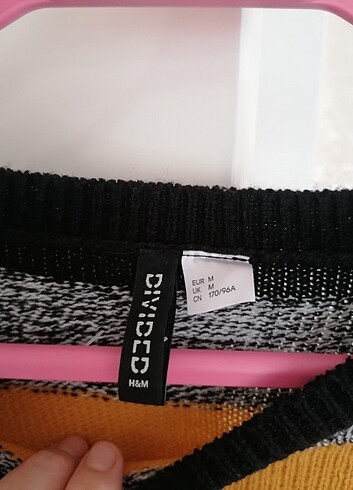 DIVIDED
H&M
EUR M
UK M
CN 170/96A